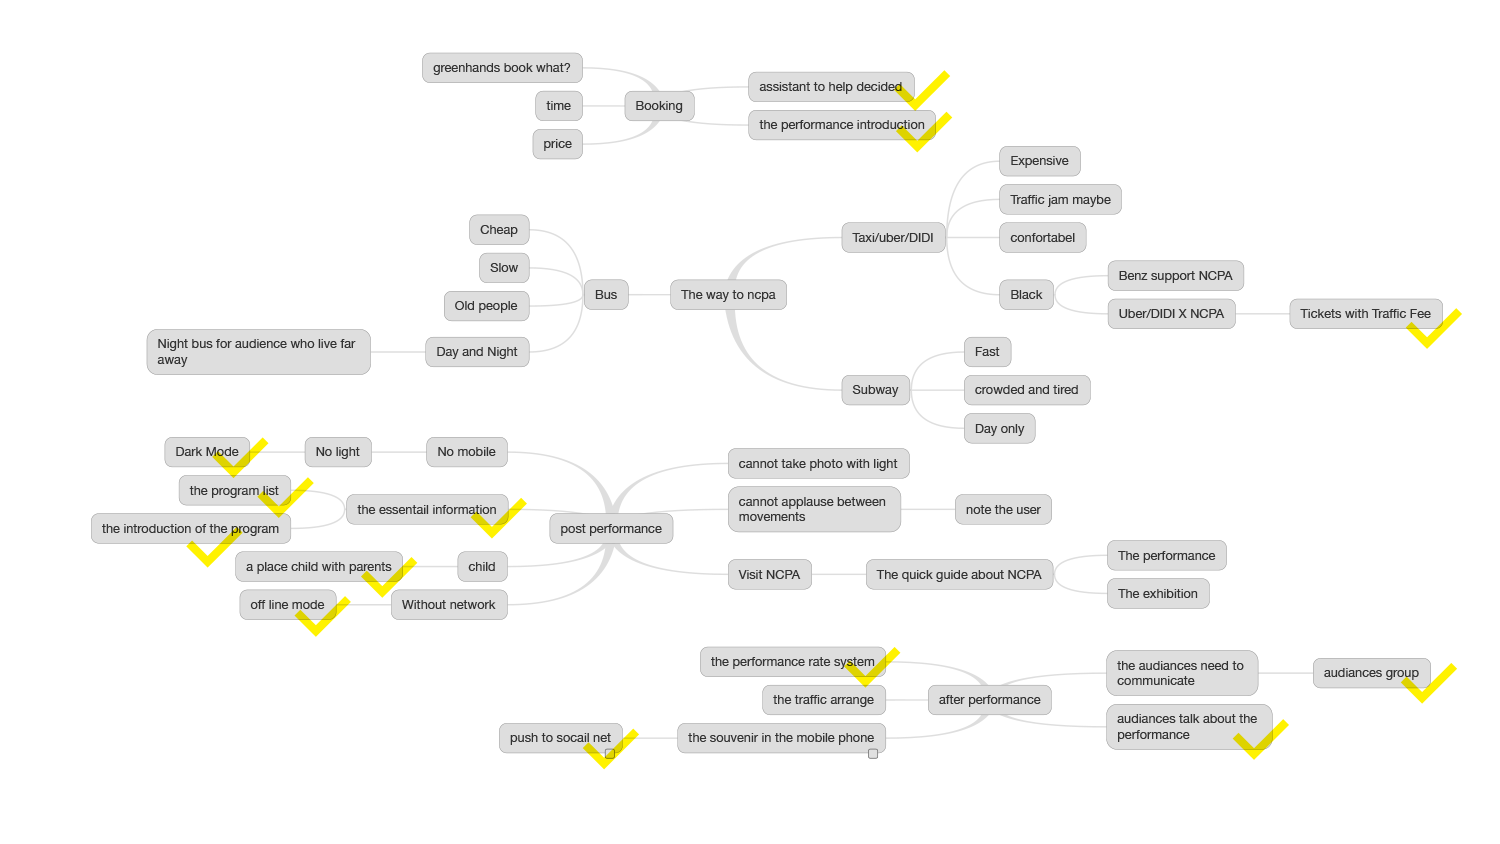 greenhands book what?
time
price
Booking
assistant to help decided
the performance introduction
Cheap
Slow
Old people
Day and Night
Night bus for audience who live far
away
Bus
The way to ncpa
Taxi/uber/DIDI
Expensive
Traffic jam maybe
confortabel
Black
Benz support NCPA
Uber/DIDI X NCPA
Tickets with Traffic Fee
Subway
Fast
crowded and tired
Day only
Dark Mode
No light
No mobile
the program list
the introduction of the program
the essentail information
a place child with parents
child
off line mode
Without network
post performance
cannot take photo with light
cannot applause between
movements
note the user
Visit NCPA
The quick guide about NCPA
The performance
The exhibition
the performance rate system
the traffic arrange
push to socail net
the souvenir in the mobile phone
after performance
the audiances need to
communicate
audiances group
audiances talk about the
performance